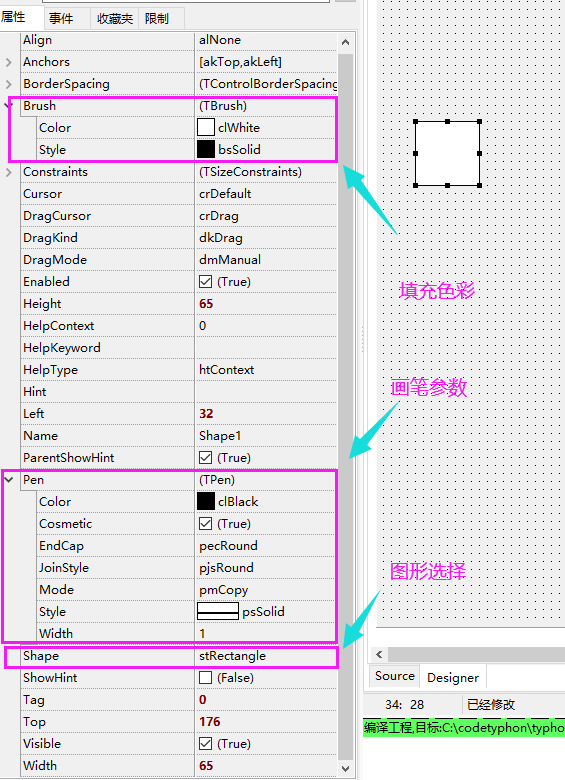 属性 事件 收藏夹 限制
Align alNone
Anchors [akTop,akLeft]
BorderSpacing (TControlBorderSpacing
Brush (TBrush)
Color clWhite
Style bsSolid
Constraints (TSizeConstraints)
Cursor crDefault
DragCursor crDrag
DragKind dkDrag
DragMode dmManual
Enabled (True)
Height 65
HelpContext 0
HelpKeyword
HelpType htContext
Hint
Left 32
Name Shape1
ParentShowHint (True)
Pen (TPen)
Color clBlack
Cosmetic (True)
EndCap pecRound
JoinStyle pjsRound
Mode pmCopy
Style psSolid
Width 1
Shape stRectangle
ShowHint (False)
Tag 0
Top 176
Visible (True)
Width 65
填充色彩
画笔参数
图形选择
Source Designer
34: 28 已经修改
编译工程,目标:C:\codetyphon\typho